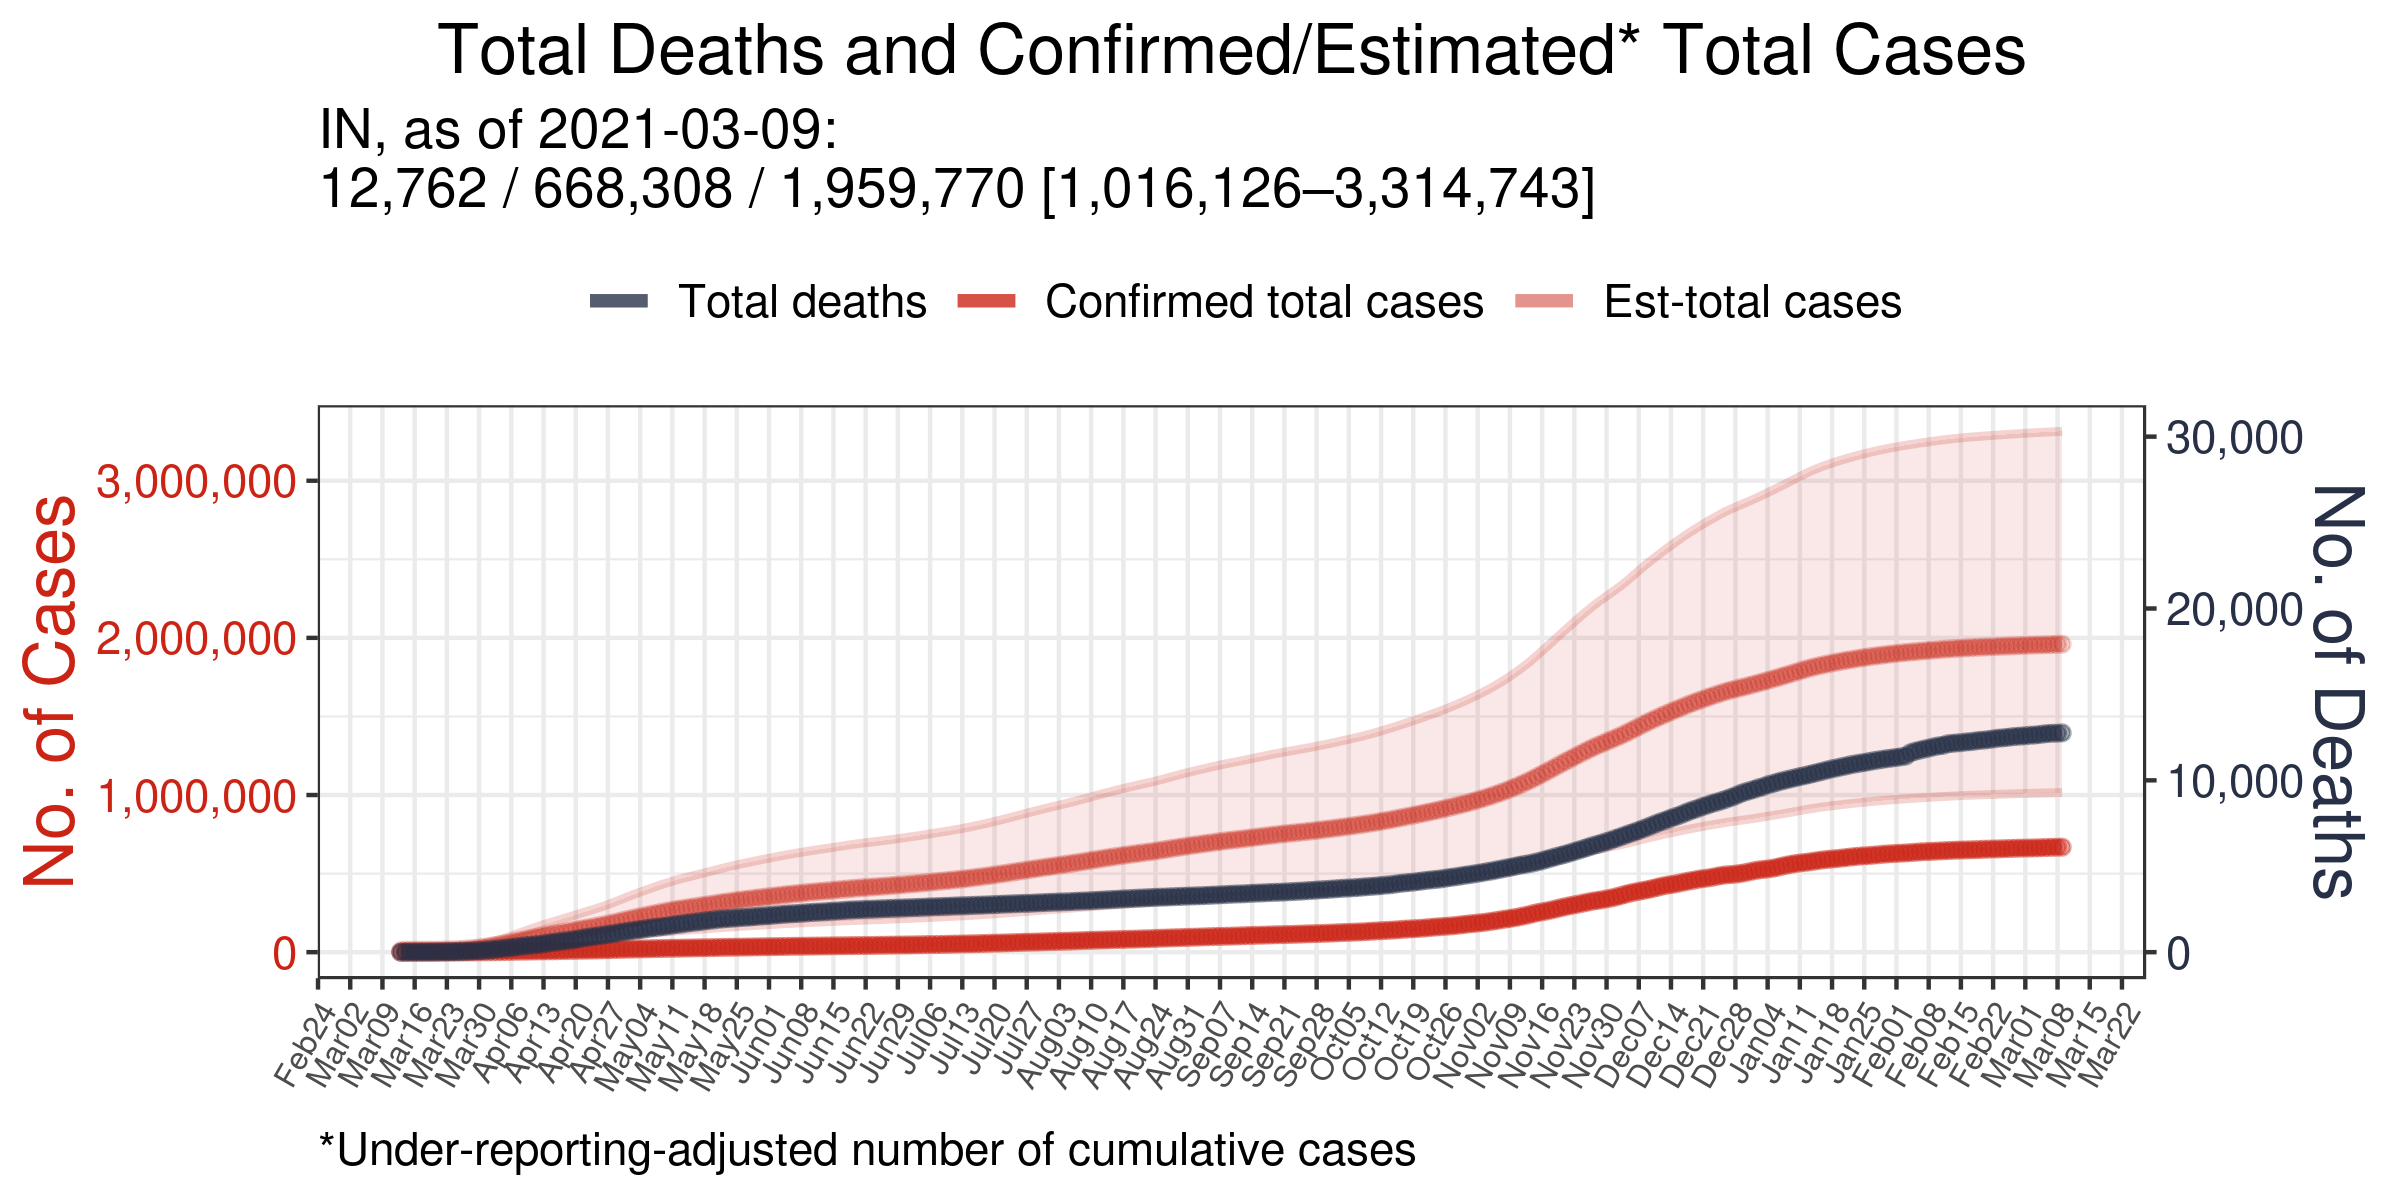 Total Deaths and Confirmed/Estimated* Total Cases
IN, as of 2021-03-09:
12,762 / 668,308 / 1,959,770 [1,016,126–3,314,743]
Total deaths
Confirmed total cases
Est-total cases
No. of Cases
3,000,000
2,000,000
1,000,000
0
30,000
20,000
10,000
0
No. of Deaths
Feb24
Mar02
Mar09
Mar16
Mar23
Mar30
Apr06
Apr13
Apr20
Apr27
May04
May11
May18
May25
Jun01
Jun08
Jun15
Jun22
Jun29
Jul06
Jul13
Jul20
Jul27
Aug03
Aug10
Aug17
Aug24
Aug31
Sep07
Sep14
Sep21
Sep28
Oct05
Oct12
Oct19
Oct26
Nov02
Nov09
Nov16
Nov23
Nov30
Dec07
Dec14
Dec21
Dec28
Jan04
Jan11
Jan18
Jan25
Feb01
Feb08
Feb15
Feb22
Mar01
Mar08
Mar15
Mar22
*Under-reporting-adjusted number of cumulative cases